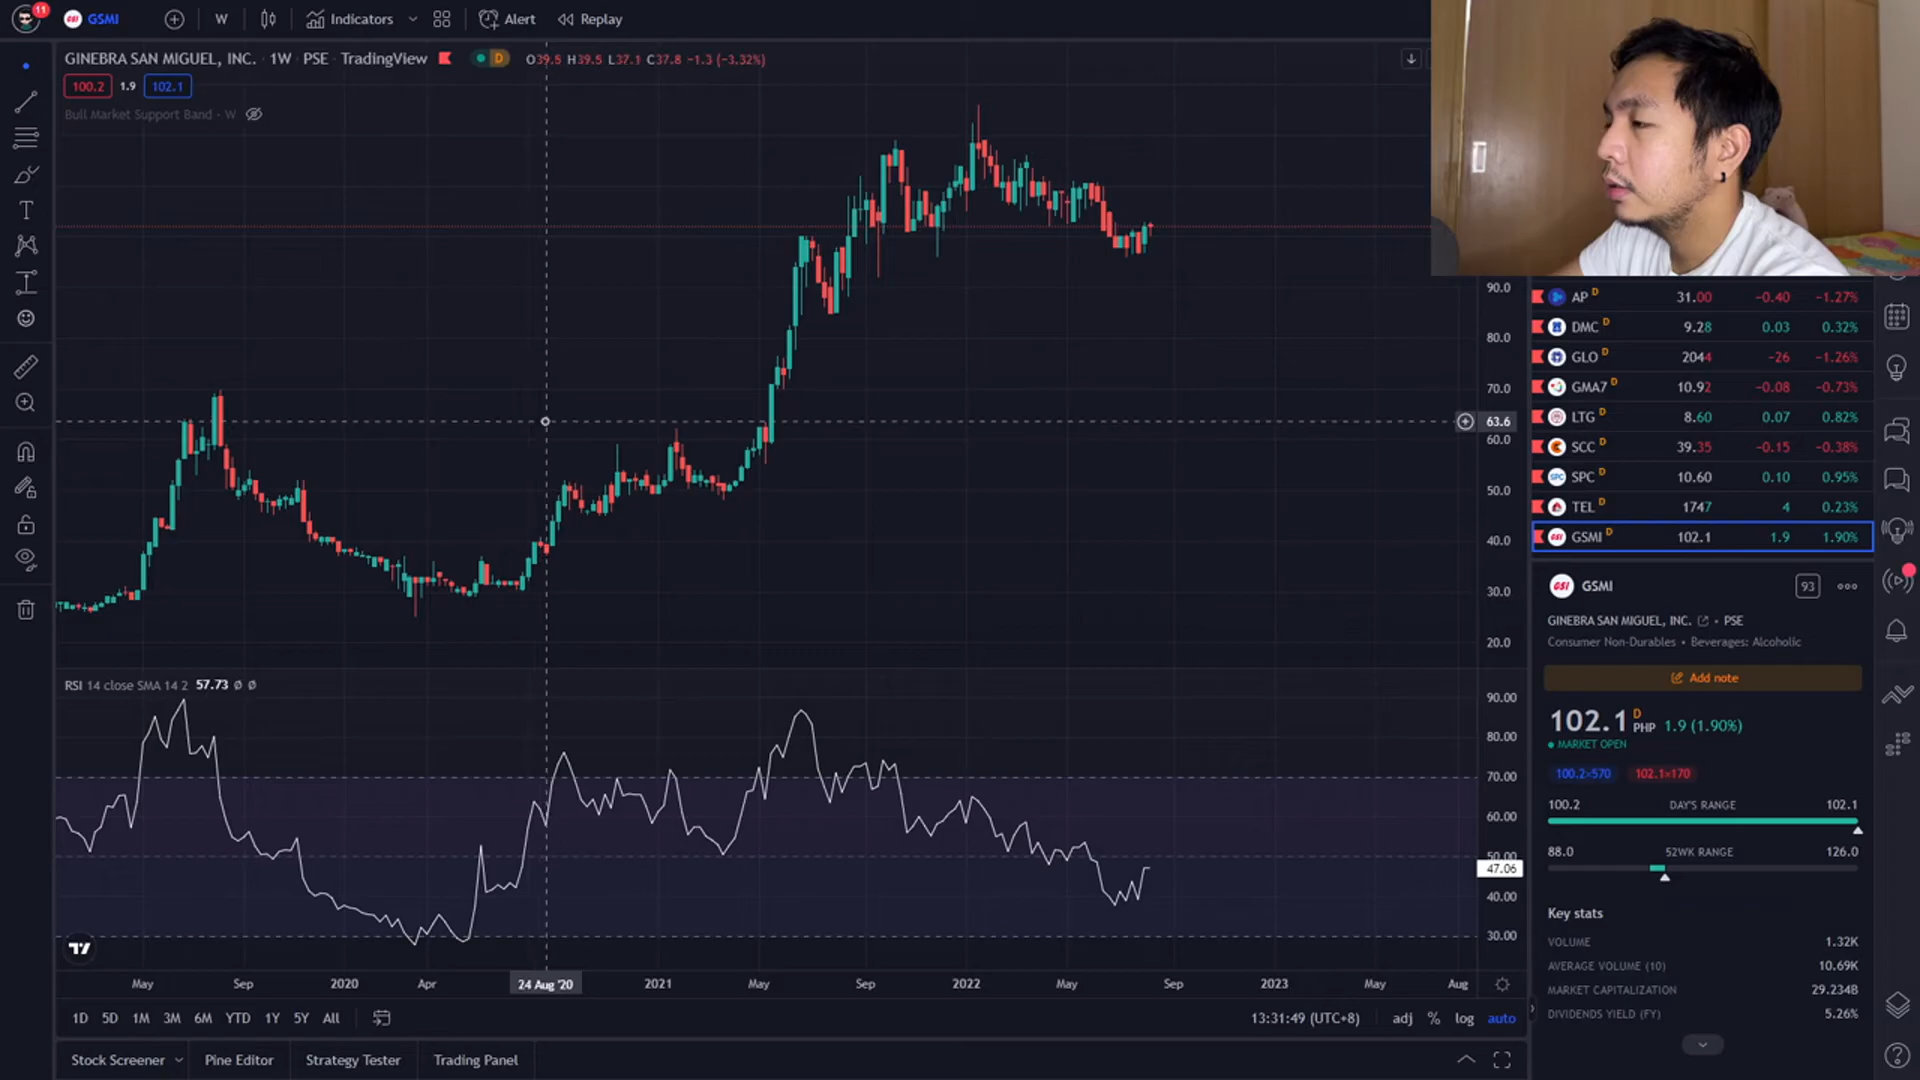 11 GSMI W Indicators Alert Replay
GINEBRA SAN MIGUEL, INC. · 1W · PSE TradingView D O39.5 H39.5 L37.1 C37.8 −1.3 (−3.32%)
100.2 1.9 102.1
Bull Market Support Band · W
90.0
80.0
70.0
63.6
60.0
50.0
40.0
30.0
20.0
RSI 14 close SMA 14 2 57.73 Ø Ø
90.00
80.00
70.00
60.00
50.00
47.06
40.00
30.00
May Sep 2020 Apr 24 Aug '20 2021 May Sep 2022 May Sep 2023 May Aug
1D 5D 1M 3M 6M YTD 1Y 5Y All 13:31:49 (UTC+8) adj % log auto
Stock Screener Pine Editor Strategy Tester Trading Panel
AP D 31.00 −0.40 −1.27%
DMC D 9.28 0.03 0.32%
GLO D 2044 −26 −1.26%
GMA7 D 10.92 −0.08 −0.73%
LTG D 8.60 0.07 0.82%
SCC D 39.35 −0.15 −0.38%
SPC SPC D 10.60 0.10 0.95%
TEL D 1747 4 0.23%
GSMI D 102.1 1.9 1.90%
GSI GSMI 93
GINEBRA SAN MIGUEL, INC. • PSE
Consumer Non-Durables • Beverages: Alcoholic
Add note
102.1 D PHP 1.9 (1.90%)
MARKET OPEN
100.2×570 102.1×170
100.2 DAY'S RANGE 102.1
88.0 52WK RANGE 126.0
Key stats
VOLUME 1.32K
AVERAGE VOLUME (10) 10.69K
MARKET CAPITALIZATION 29.234B
DIVIDENDS YIELD (FY) 5.26%